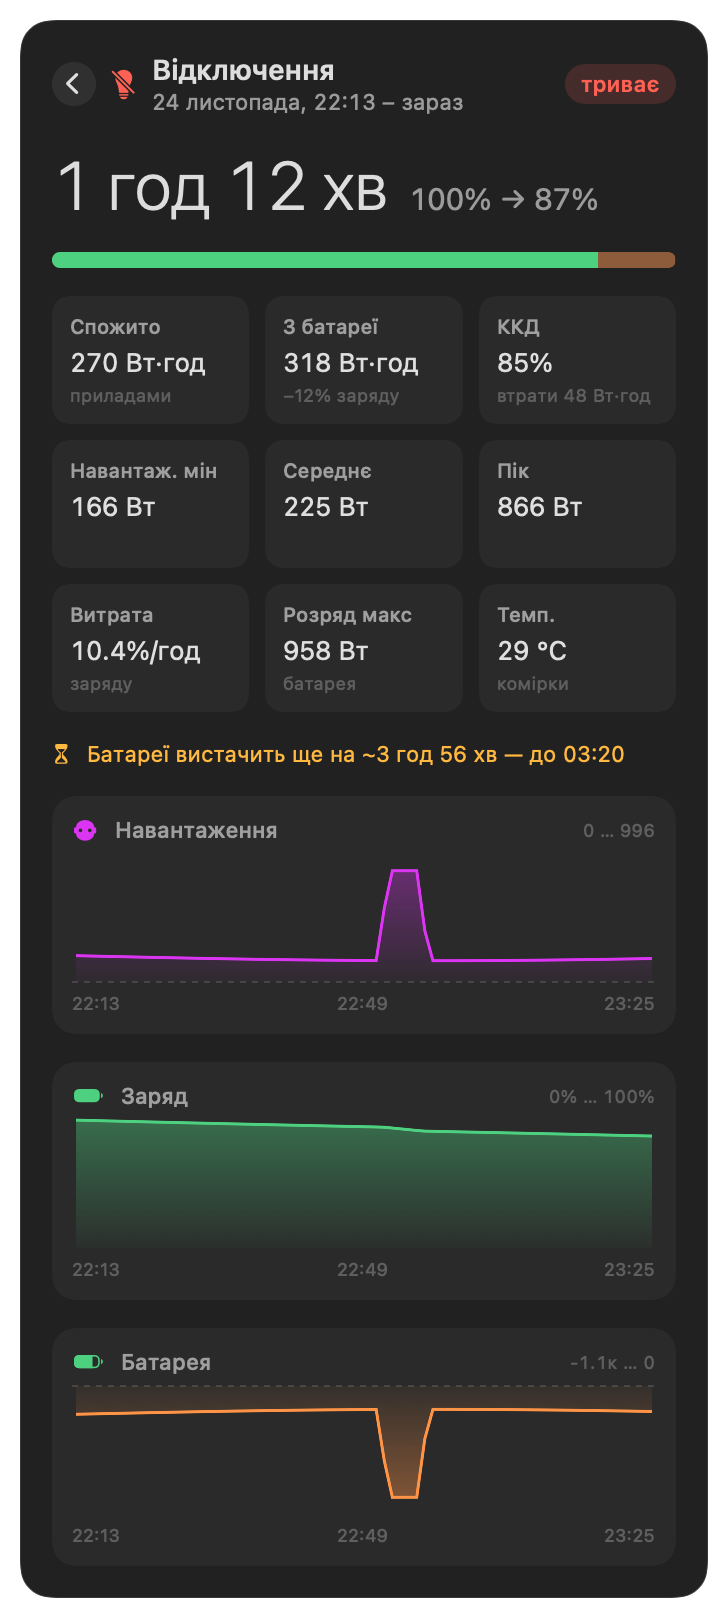 Відключення
24 листопада, 22:13 – зараз
триває
1 год 12 хв 100% → 87%
Спожито
270 Вт·год
приладами
З батареї
318 Вт·год
−12% заряду
ККД
85%
втрати 48 Вт·год
Навантаж. мін
166 Вт
Середнє
225 Вт
Пік
866 Вт
Витрата
10.4%/год
заряду
Розряд макс
958 Вт
батарея
Темп.
29 °C
комірки
Батареї вистачить ще на ~3 год 56 хв — до 03:20
Навантаження
0 … 996
22:13 22:49 23:25
Заряд
0% … 100%
22:13 22:49 23:25
Батарея
-1.1к … 0
22:13 22:49 23:25